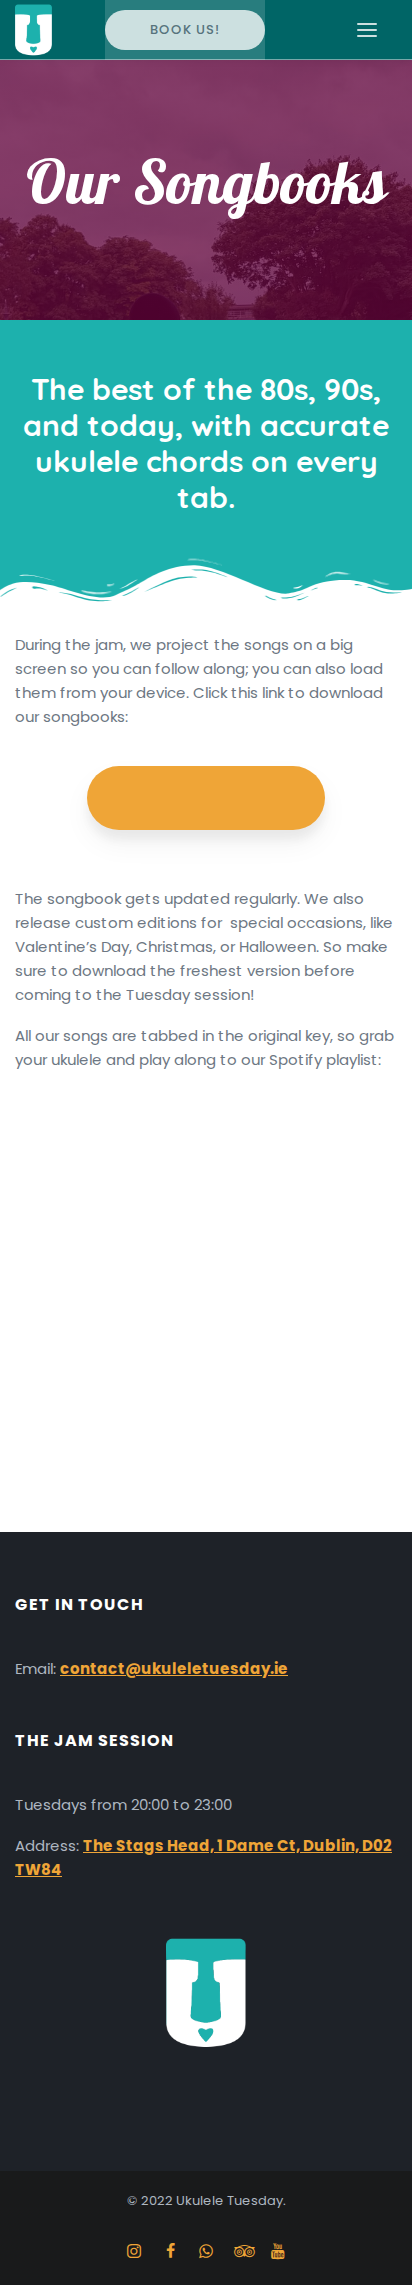 BOOK US!
Our Songbooks
The best of the 80s, 90s,
and today, with accurate
ukulele chords on every
tab.
During the jam, we project the songs on a big
screen so you can follow along; you can also load
them from your device. Click this link to download
our songbooks:
The songbook gets updated regularly. We also
release custom editions for  special occasions, like
Valentine’s Day, Christmas, or Halloween. So make
sure to download the freshest version before
coming to the Tuesday session!
All our songs are tabbed in the original key, so grab
your ukulele and play along to our Spotify playlist:
GET IN TOUCH
Email: contact@ukuleletuesday.ie
THE JAM SESSION
Tuesdays from 20:00 to 23:00
Address: The Stags Head, 1 Dame Ct, Dublin, D02
TW84
© 2022 Ukulele Tuesday.
You
Tube